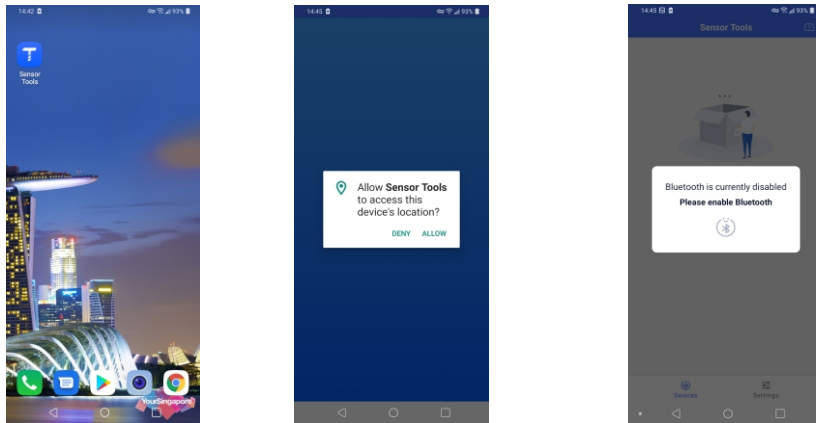 14:42
93%
Sensor
Tools
YourSingapore
14:45
93%
Allow Sensor Tools
to access this
device's location?
DENY ALLOW
14:45
93%
Sensor Tools
Bluetooth is currently disabled
Please enable Bluetooth
Devices Settings